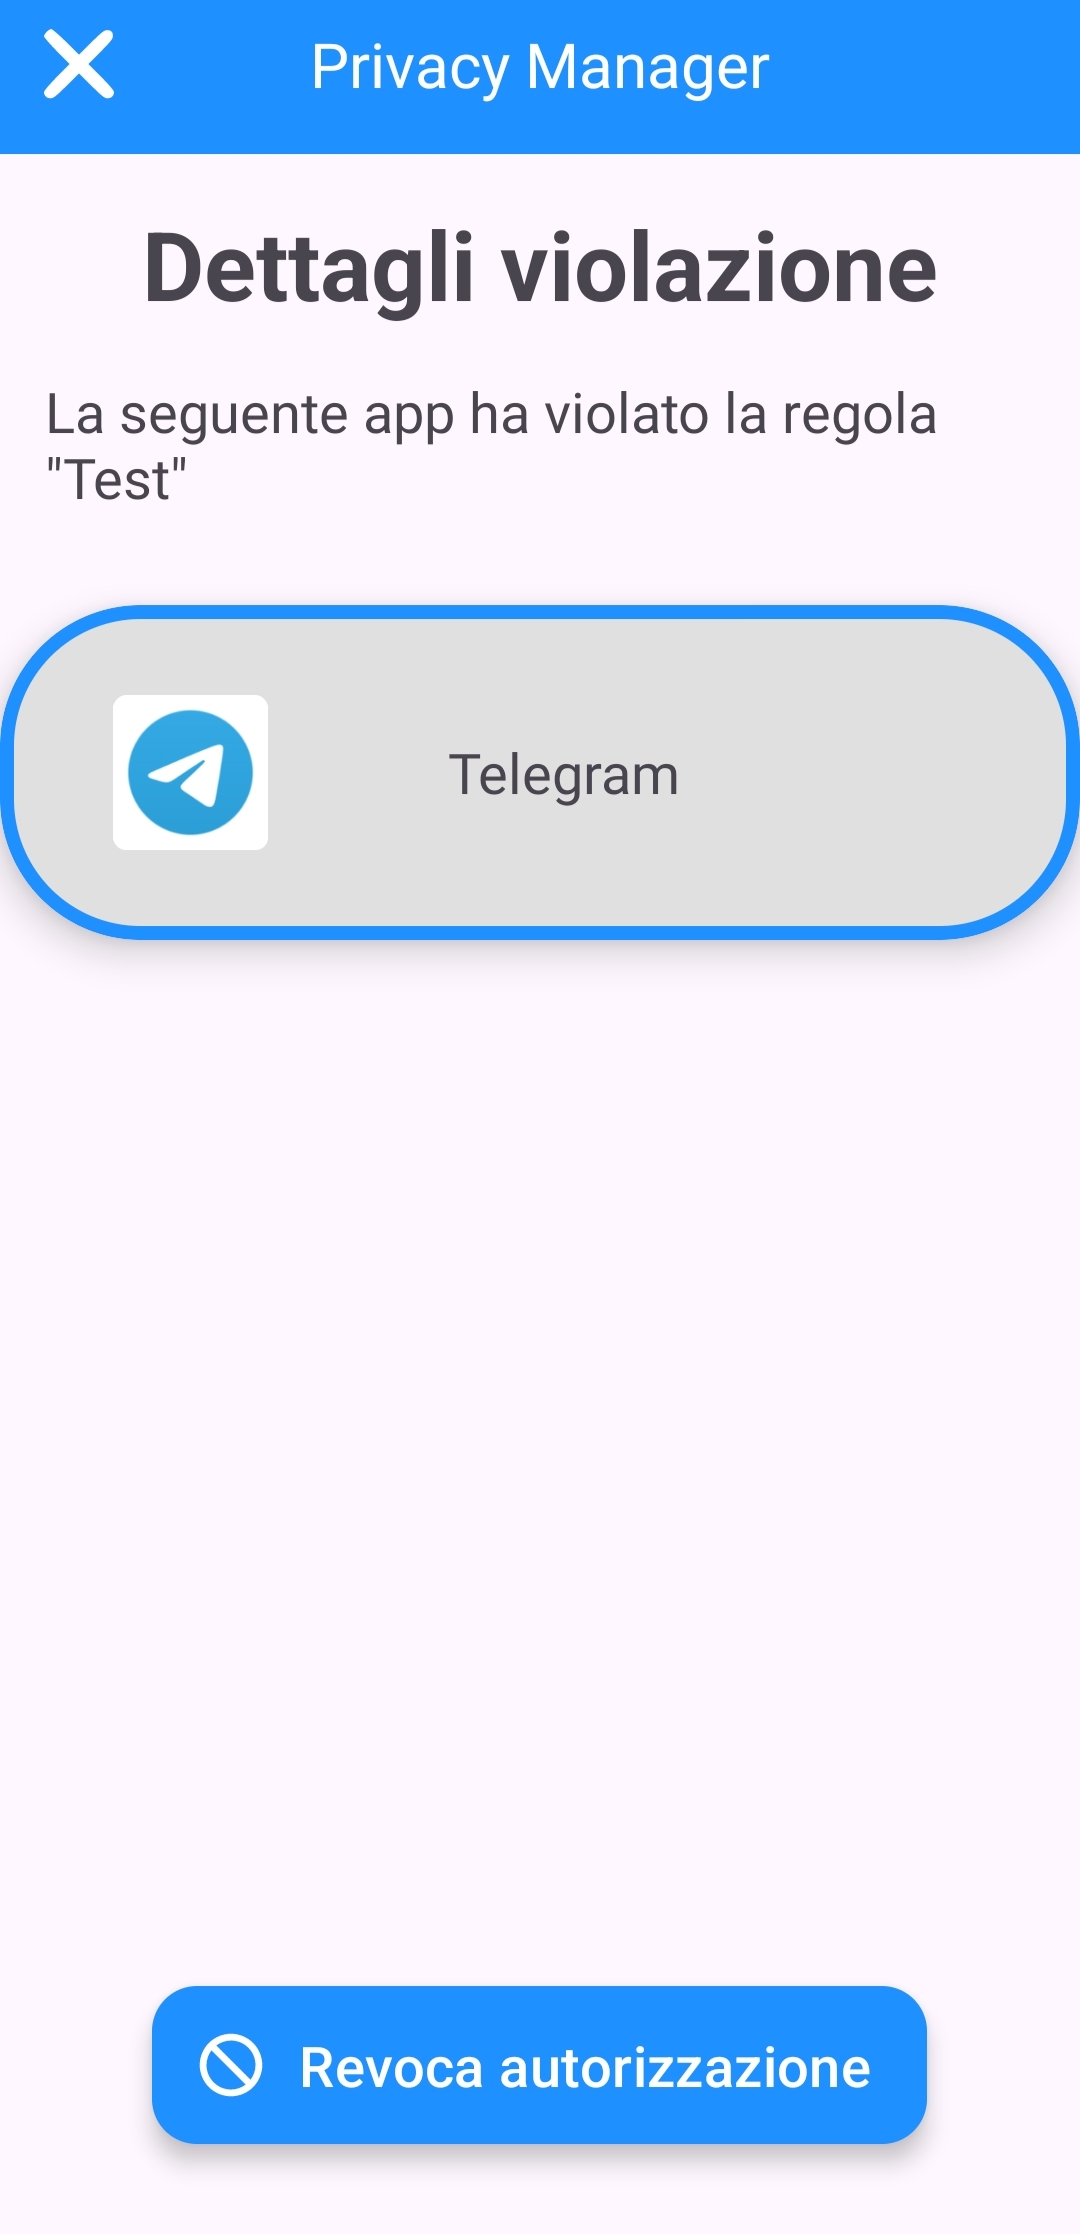 Privacy Manager
Dettagli violazione
La seguente app ha violato la regola
"Test"
Telegram
Revoca autorizzazione